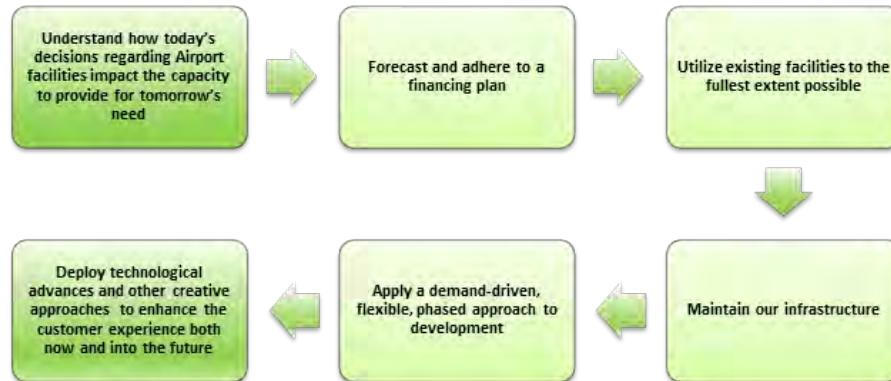 Understand how today's
decisions regarding Airport
facilities impact the capacity
to provide for tomorrow's
need
Forecast and adhere to a
financing plan
Utilize existing facilities to the
fullest extent possible
Maintain our infrastructure
Apply a demand-driven,
flexible, phased approach to
development
Deploy technological
advances and other creative
approaches to enhance the
customer experience both
now and into the future